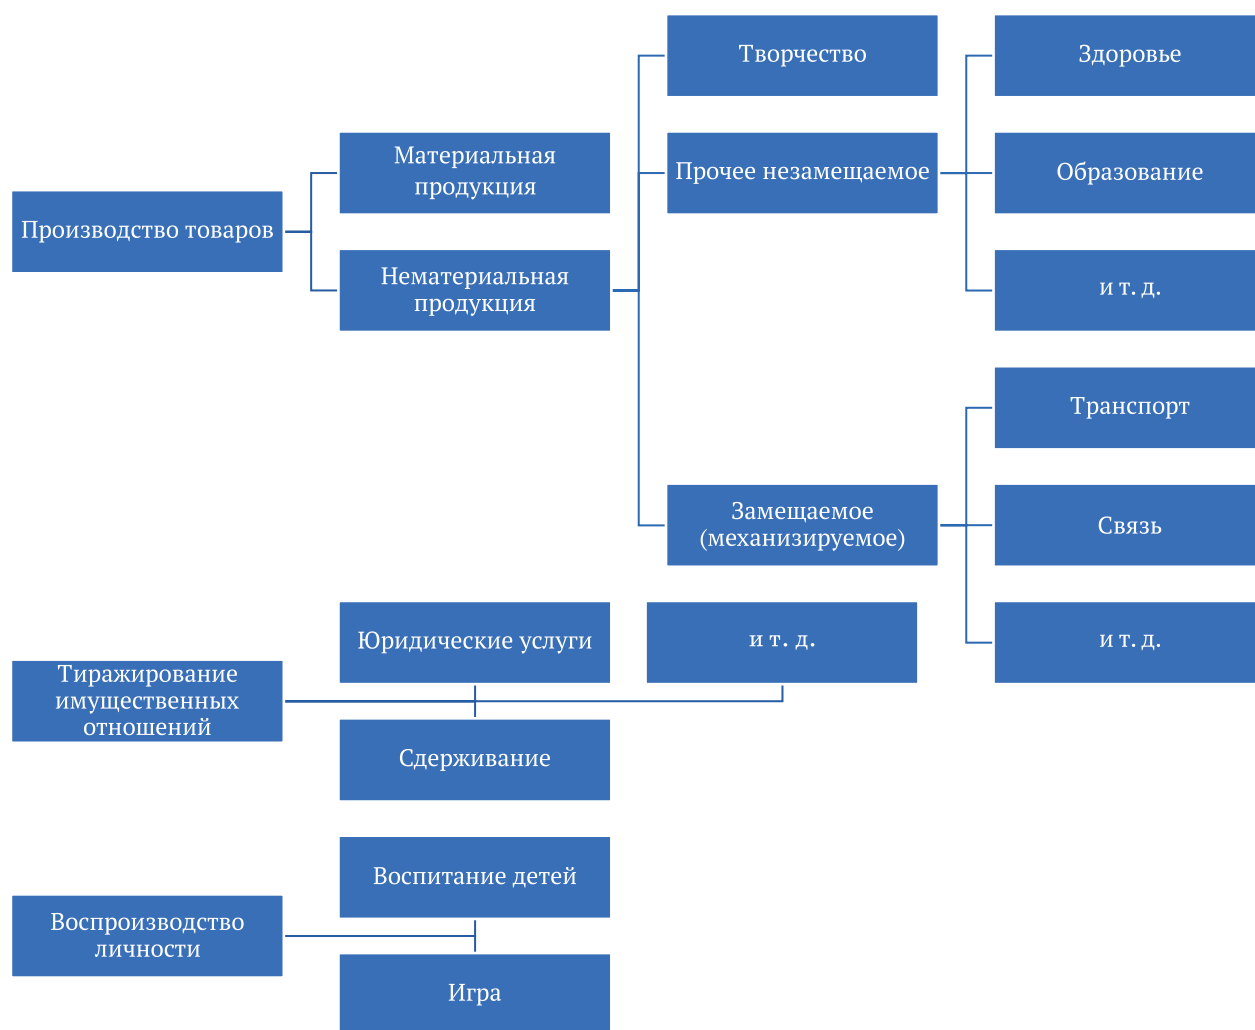 Творчество
Здоровье
Материальная
продукция
Прочее незамещаемое
Образование
Производство товаров
Нематериальная
продукция
и т. д.
Транспорт
Замещаемое
(механизируемое)
Связь
Юридические услуги
и т. д.
и т. д.
Тиражирование
имущественных
отношений
Сдерживание
Воспитание детей
Воспроизводство
личности
Игра